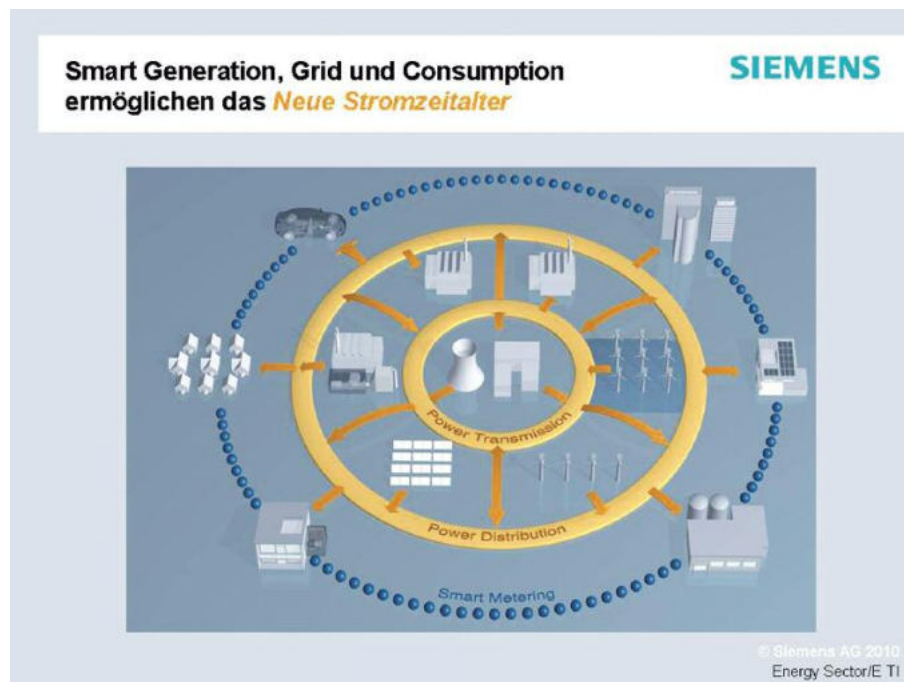 Smart Generation, Grid und Consumption
ermöglichen das Neue Stromzeitalter
SIEMENS
Power Transmission
Power Distribution
Smart Metering
© Siemens AG 2010
Energy Sector/E TI